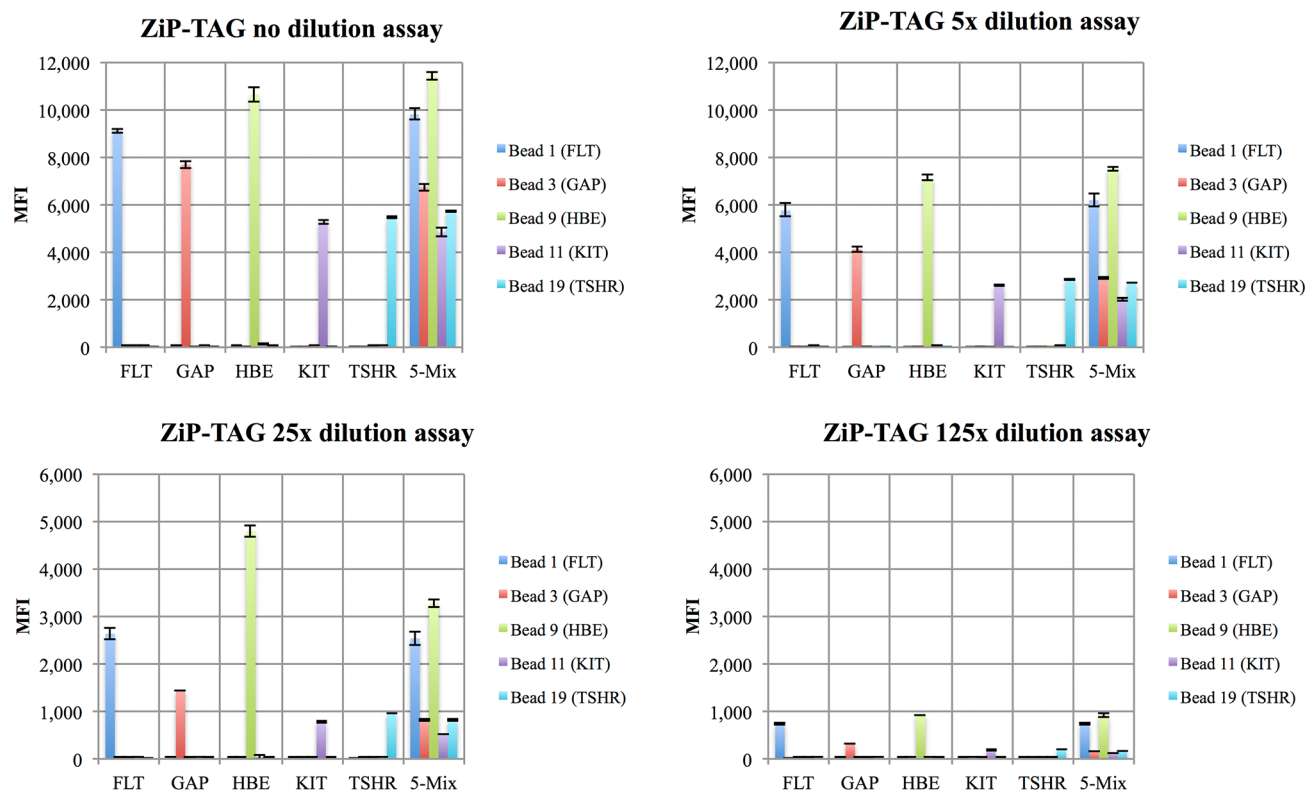 ZiP-TAG no dilution assay
12,000
10,000
8,000
6,000
4,000
2,000
0
MFI
FLT GAP HBE KIT TSHR 5-Mix
Bead 1 (FLT)
Bead 3 (GAP)
Bead 9 (HBE)
Bead 11 (KIT)
Bead 19 (TSHR)
ZiP-TAG 5x dilution assay
12,000
10,000
8,000
6,000
4,000
2,000
0
MFI
FLT GAP HBE KIT TSHR 5-Mix
Bead 1 (FLT)
Bead 3 (GAP)
Bead 9 (HBE)
Bead 11 (KIT)
Bead 19 (TSHR)
ZiP-TAG 25x dilution assay
6,000
5,000
4,000
3,000
2,000
1,000
0
MFI
FLT GAP HBE KIT TSHR 5-Mix
Bead 1 (FLT)
Bead 3 (GAP)
Bead 9 (HBE)
Bead 11 (KIT)
Bead 19 (TSHR)
ZiP-TAG 125x dilution assay
6,000
5,000
4,000
3,000
2,000
1,000
0
MFI
FLT GAP HBE KIT TSHR 5-Mix
Bead 1 (FLT)
Bead 3 (GAP)
Bead 9 (HBE)
Bead 11 (KIT)
Bead 19 (TSHR)